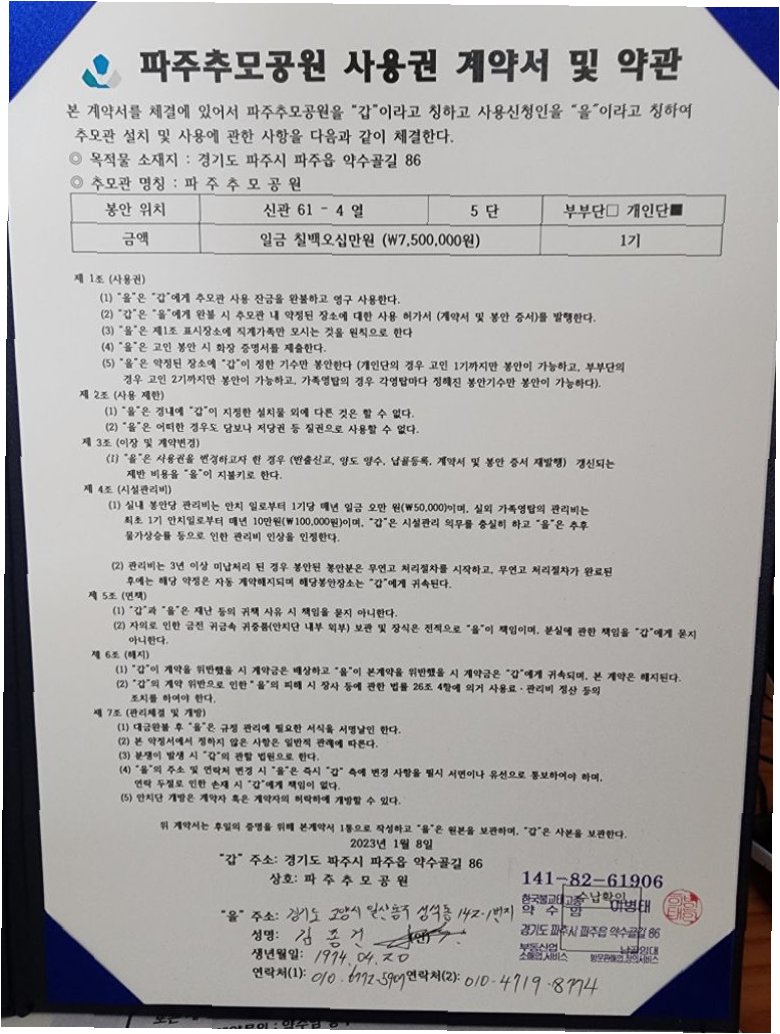 파주추모공원 사용권 계약서 및 약관
본 계약서를 체결에 있어서 파주추모공원을 "갑"이라고 칭하고 사용신청인을 "을"이라고 칭하여
추모관 설치 및 사용에 관한 사항을 다음과 같이 체결한다.
◎ 목적물 소재지 : 경기도 파주시 파주읍 약수골길 86
◎ 추모관 명칭 : 파 주 추 모 공 원
봉안 위치 신관 61 - 4 열 5 단 부부단□ 개인단■
금액 일금 칠백오십만원 (₩7,500,000원) 1기
제 1조 (사용권)
(1) "을"은 "갑"에게 추모관 사용 잔금을 완불하고 영구 사용한다.
(2) "갑"은 "을"에게 완불 시 추모관 내 약정된 장소에 대한 사용 허가서 (계약서 및 봉안 증서)를 발행한다.
(3) "을"은 제1조 표시장소에 직계가족만 모시는 것을 원칙으로 한다
(4) "을"은 고인 봉안 시 화장 증명서를 제출한다.
(5) "을"은 약정된 장소에 "갑"이 정한 기수만 봉안한다 (개인단의 경우 고인 1기까지만 봉안이 가능하고, 부부단의
경우 고인 2기까지만 봉안이 가능하고, 가족영탑의 경우 각영탑마다 정해진 봉안기수만 봉안이 가능하다).
제 2조 (사용 제한)
(1) "을"은 경내에 "갑"이 지정한 설치물 외에 다른 것은 할 수 없다.
(2) "을"은 어떠한 경우도 담보나 저당권 등 질권으로 사용할 수 없다.
제 3조 (이장 및 계약변경)
(1) "을"은 사용권을 변경하고자 한 경우 (반출신고, 양도 양수, 납골등록, 계약서 및 봉안 증서 재발행) 갱신되는
제반 비용을 "을"이 지불키로 한다.
제 4조 (시설관리비)
(1) 실내 봉안당 관리비는 안치 일로부터 1기당 매년 일금 오만 원(₩50,000)이며, 실외 가족영탑의 관리비는
최초 1기 안치일로부터 매년 10만원(₩100,000원)이며, "갑"은 시설관리 의무를 충실히 하고 "을"은 추후
물가상승률 등으로 인한 관리비 인상을 인정한다.
(2) 관리비는 3년 이상 미납처리 된 경우 봉안된 봉안분은 무연고 처리절차를 시작하고, 무연고 처리절차가 완료된
후에는 해당 약정은 자동 계약해지되며 해당봉안장소는 "갑"에게 귀속된다.
제 5조 (면책)
(1) "갑"과 "을"은 재난 등의 귀책 사유 시 책임을 묻지 아니한다.
(2) 자의로 인한 금전 귀금속 귀중품(안치단 내부 외부) 보관 및 장식은 전적으로 "을"이 책임이며, 분실에 관한 책임을 "갑"에게 묻지
아니한다.
제 6조 (해지)
(1) "갑"이 계약을 위반했을 시 계약금은 배상하고 "을"이 본계약을 위반했을 시 계약금은 "갑"에게 귀속되며, 본 계약은 해지된다.
(2) "갑"의 계약 위반으로 인한 "을"의 피해 시 장사 등에 관한 법률 26조 4항에 의거 사용료·관리비 정산 등의
조치를 하여야 한다.
제 7조 (관리체결 및 개방)
(1) 대금완불 후 "을"은 규정 관리에 필요한 서식을 서명날인 한다.
(2) 본 약정서에서 정하지 않은 사항은 일반적 관례에 따른다.
(3) 분쟁이 발생 시 "갑"의 관할 법원으로 한다.
(4) "을"의 주소 및 연락처 변경 시 "을"은 즉시 "갑" 측에 변경 사항을 필시 서면이나 유선으로 통보하여야 하며,
연락 두절로 인한 손재 시 "갑"에게 책임이 없다.
(5) 안치단 개방은 계약자 혹은 계약자의 허락하에 개방할 수 있다.
위 계약서는 후일의 증명을 위해 본계약서 1통으로 작성하고 "을"은 원본을 보관하며, "갑"은 사본을 보관한다.
2023년 1월 8일
"갑" 주소: 경기도 파주시 파주읍 약수골길 86
상호: 파 주 추 모 공 원
141-82-61906
수납확인
한국불교태고종
약 수 암 이병태
경기도 파주시 파주읍 약수골길 86
부동산업 납골임대
소매업,서비스
"을" 주소: 경기도 고양시 일산동구 성석동 142-1번지
성명: 김 종 건 (인)
생년월일: 1974. 04. 20
연락처(1): 010-6772-5907 연락처(2): 010-4719-8774